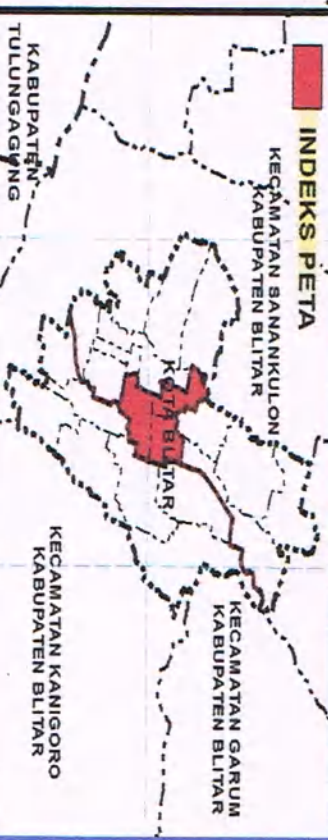 INDEKS PETA
KECAMATAN SANANKULON
KABUPATEN BLITAR
KABUPATEN
TULUNGAGUNG
KOTA BLITAR
KECAMATAN GARUM
KABUPATEN BLITAR
KECAMATAN KANIGORO
KABUPATEN BLITAR